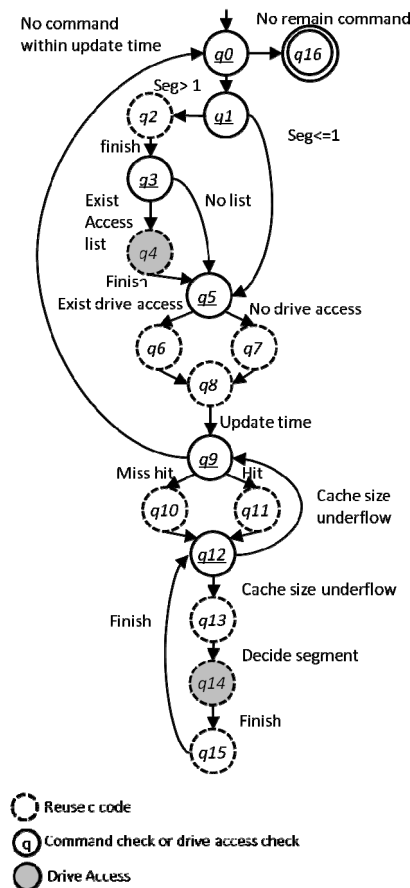 No command
within update time
No remain command
q0
q16
Seg> 1
q2
q1
finish
Seg<=1
q3
Exist
Access
list
No list
q4
Finish
q5
Exist drive access
No drive access
q6
q7
q8
Update time
q9
Miss hit
Hit
q10
q11
Cache size
underflow
q12
Cache size underflow
Finish
q13
Decide segment
q14
Finish
q15
Reuse c code
q
Command check or drive access check
Drive Access